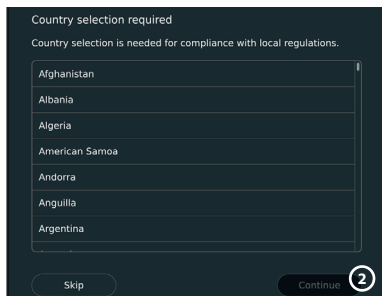 Country selection required
Country selection is needed for compliance with local regulations.
Afghanistan
Albania
Algeria
American Samoa
Andorra
Anguilla
Argentina
Skip
Continue
2